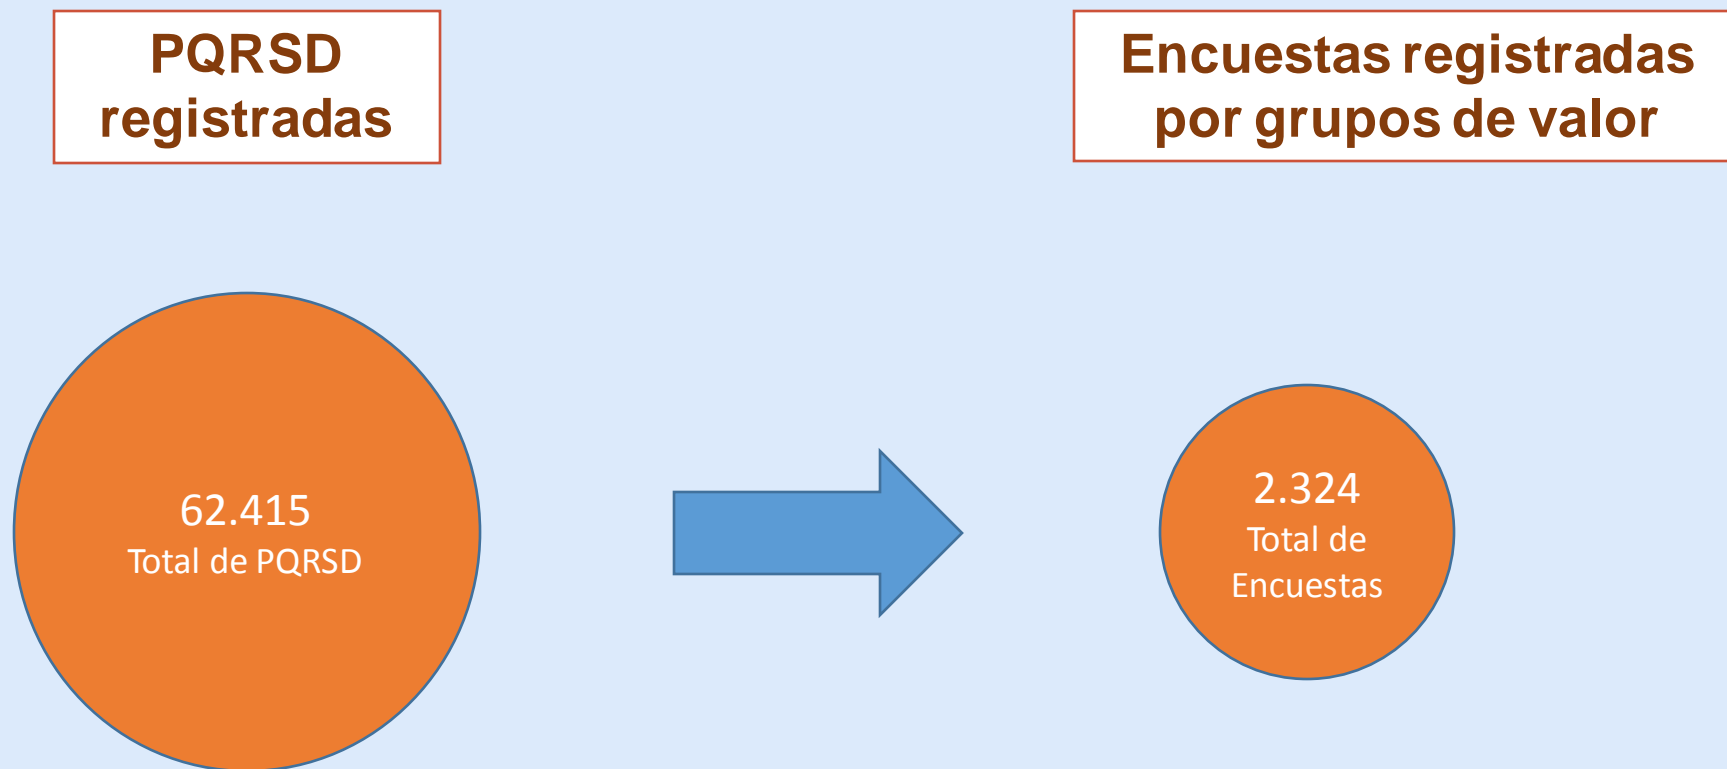 PQRSD
registradas
Encuestas registradas
por grupos de valor
62.415
Total de PQRSD
2.324
Total de
Encuestas